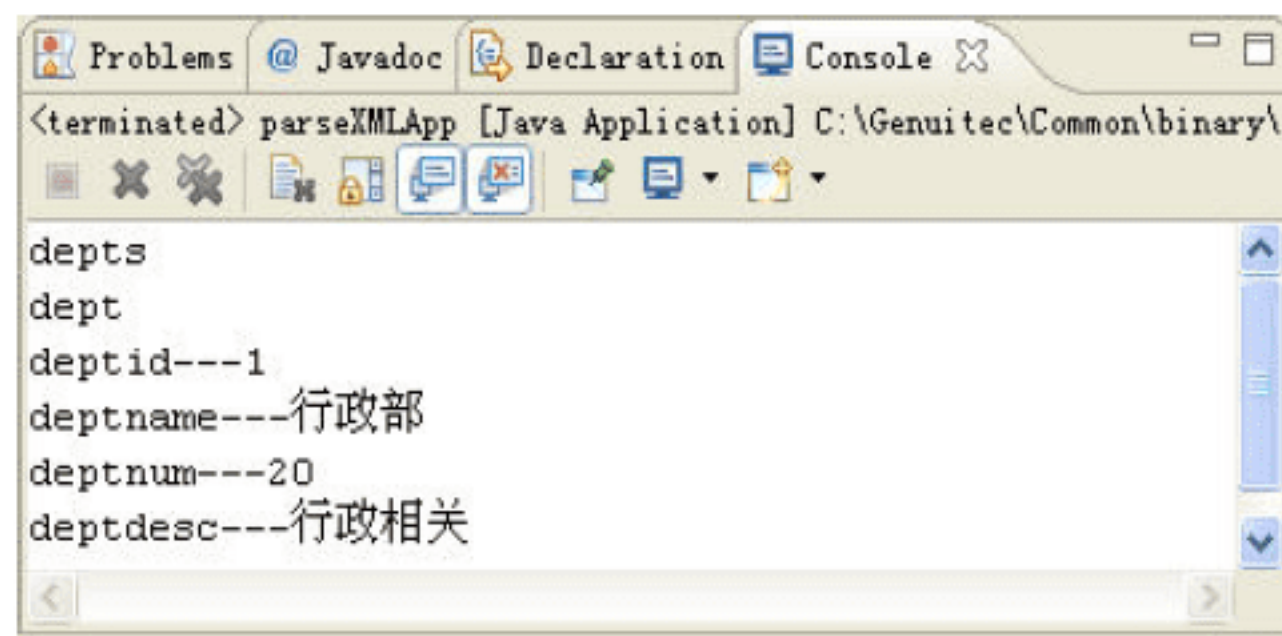 Problems @ Javadoc Declaration Console
<terminated> parseXMLApp [Java Application] C:\Genuitec\Common\binary\
depts
dept
deptid---1
deptname---行政部
deptnum---20
deptdesc---行政相关